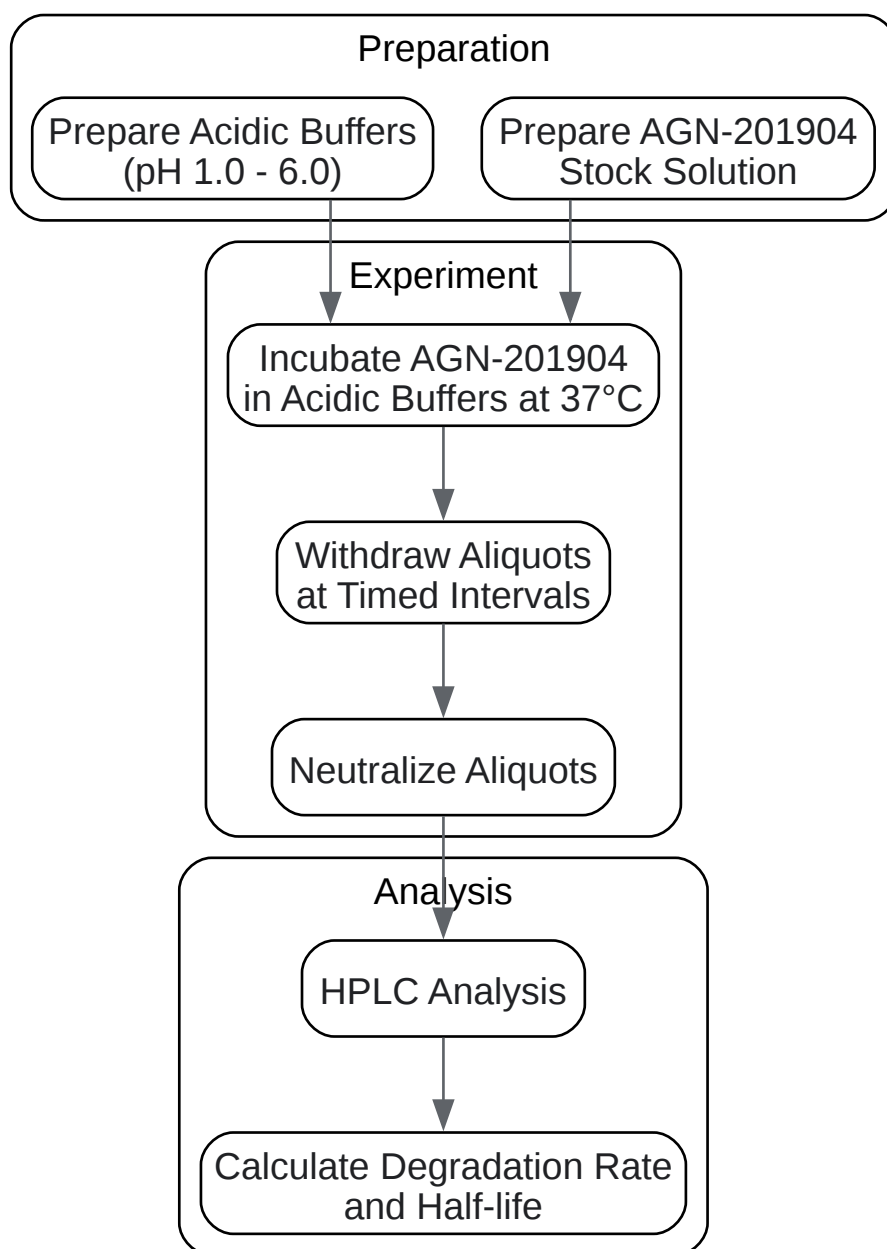 Preparation
Prepare Acidic Buffers
(pH 1.0 - 6.0)
Prepare AGN-201904
Stock Solution
Experiment
Incubate AGN-201904
in Acidic Buffers at 37°C
Withdraw Aliquots
at Timed Intervals
Neutralize Aliquots
Analysis
HPLC Analysis
Calculate Degradation Rate
and Half-life